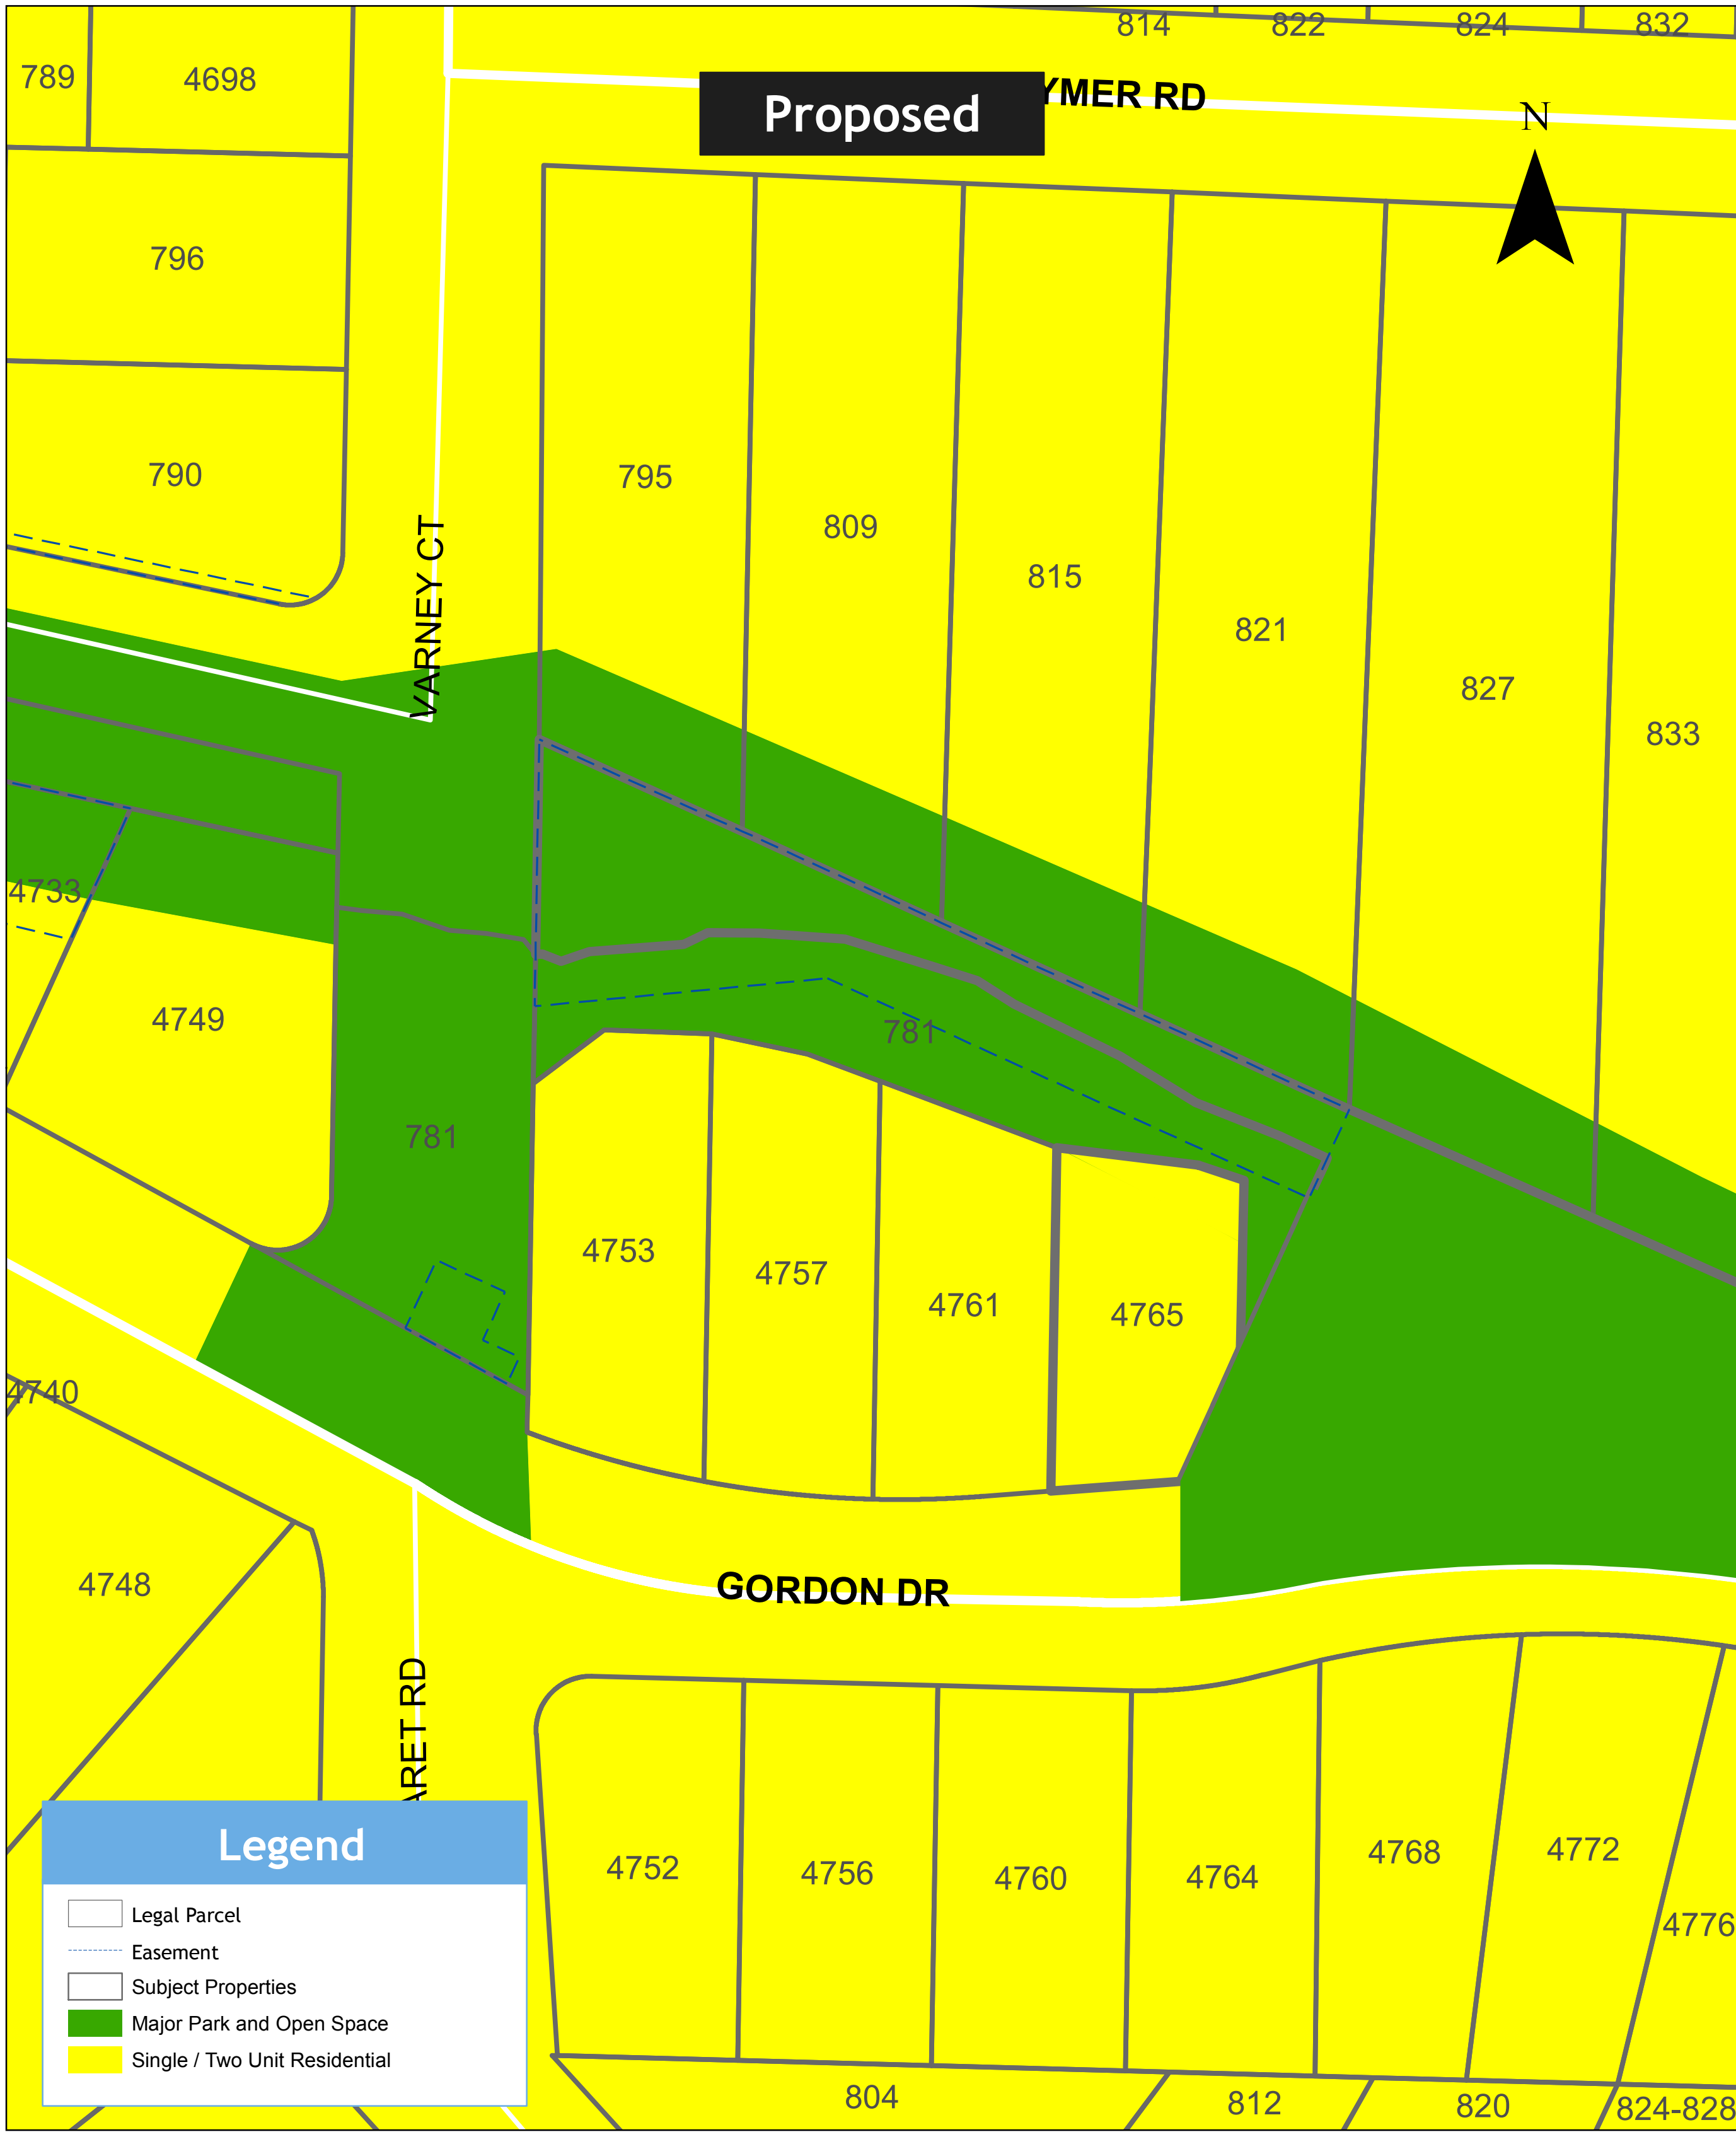 814
822
824
832
789
4698
Proposed
YMER RD
N
796
790
795
809
815
821
827
833
VARNEY CT
4733
4749
781
781
4753
4757
4761
4765
4740
4748
GORDON DR
ARET RD
4752
4756
4760
4764
4768
4772
4776
804
812
820
824-828
Legend
Legal Parcel
Easement
Subject Properties
Major Park and Open Space
Single / Two Unit Residential